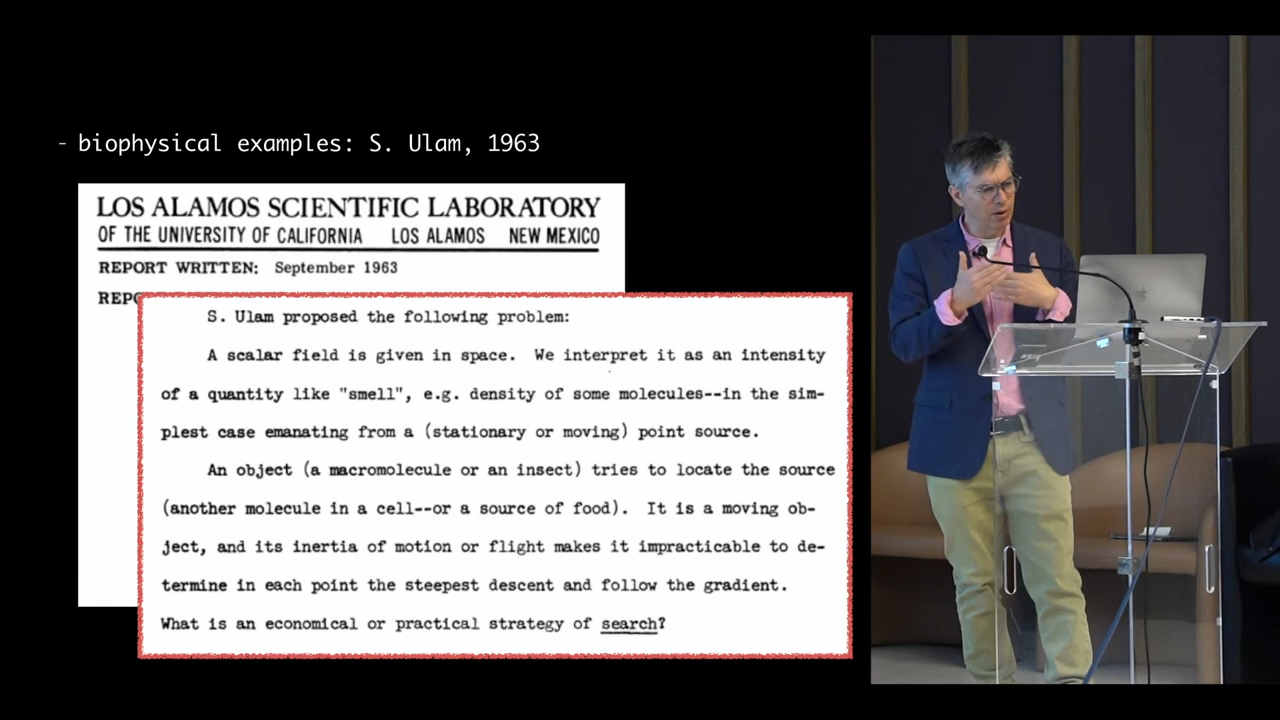 - biophysical examples: S. Ulam, 1963
LOS ALAMOS SCIENTIFIC LABORATORY
OF THE UNIVERSITY OF CALIFORNIA LOS ALAMOS NEW MEXICO
REPORT WRITTEN: September 1963
REPO
S. Ulam proposed the following problem:
A scalar field is given in space. We interpret it as an intensity
of a quantity like "smell", e.g. density of some molecules--in the sim-
plest case emanating from a (stationary or moving) point source.
An object (a macromolecule or an insect) tries to locate the source
(another molecule in a cell--or a source of food). It is a moving ob-
ject, and its inertia of motion or flight makes it impracticable to de-
termine in each point the steepest descent and follow the gradient.
What is an economical or practical strategy of search?